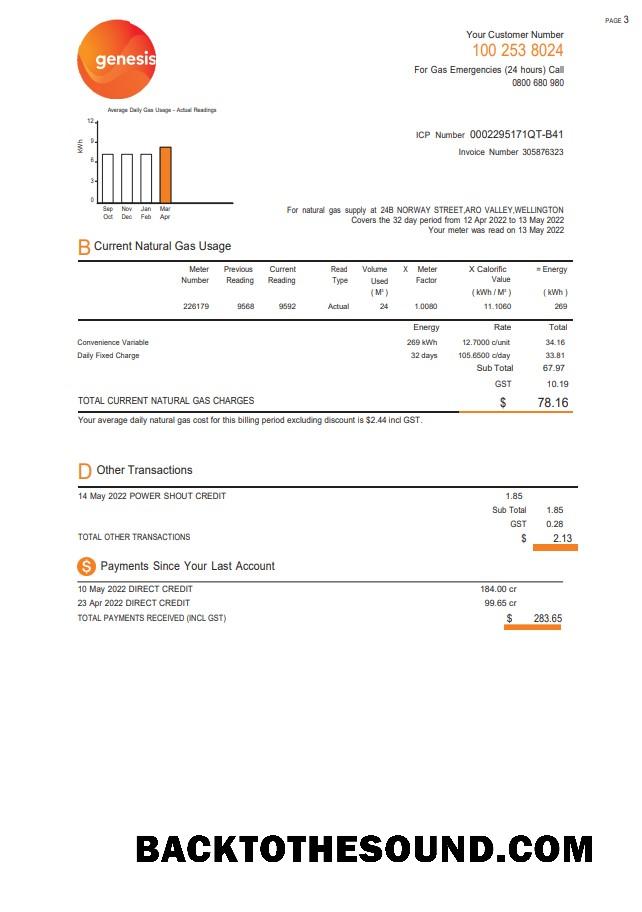 PAGE 3
genesis
Your Customer Number
100 253 8024
For Gas Emergencies (24 hours) Call
0800 680 980
Average Daily Gas Usage - Actual Readings
kWh
12
9
6
3
0
Sep Oct Nov Dec Jan Feb Mar Apr
ICP Number 0002295171QT-B41
Invoice Number 305876323
For natural gas supply at 24B NORWAY STREET,ARO VALLEY,WELLINGTON
Covers the 32 day period from 12 Apr 2022 to 13 May 2022
Your meter was read on 13 May 2022
B Current Natural Gas Usage
Meter Number Previous Reading Current Reading Read Type Volume Used ( M³ ) X Meter Factor X Calorific Value ( kWh / M³ ) = Energy ( kWh )
226179 9568 9592 Actual 24 1.0080 11.1060 269
Energy Rate Total
Convenience Variable 269 kWh 12.7000 c/unit 34.16
Daily Fixed Charge 32 days 105.6500 c/day 33.81
Sub Total 67.97
GST 10.19
TOTAL CURRENT NATURAL GAS CHARGES $ 78.16
Your average daily natural gas cost for this billing period excluding discount is $2.44 incl GST.
D Other Transactions
14 May 2022 POWER SHOUT CREDIT 1.85
Sub Total 1.85
GST 0.28
TOTAL OTHER TRANSACTIONS $ 2.13
$ Payments Since Your Last Account
10 May 2022 DIRECT CREDIT 184.00 cr
23 Apr 2022 DIRECT CREDIT 99.65 cr
TOTAL PAYMENTS RECEIVED (INCL GST) $ 283.65
BACKTOTHESOUND.COM